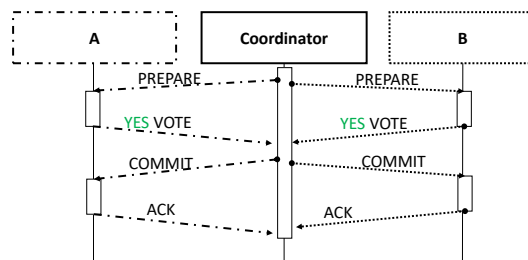 A
Coordinator
B
PREPARE
PREPARE
YES VOTE
YES VOTE
COMMIT
COMMIT
ACK
ACK